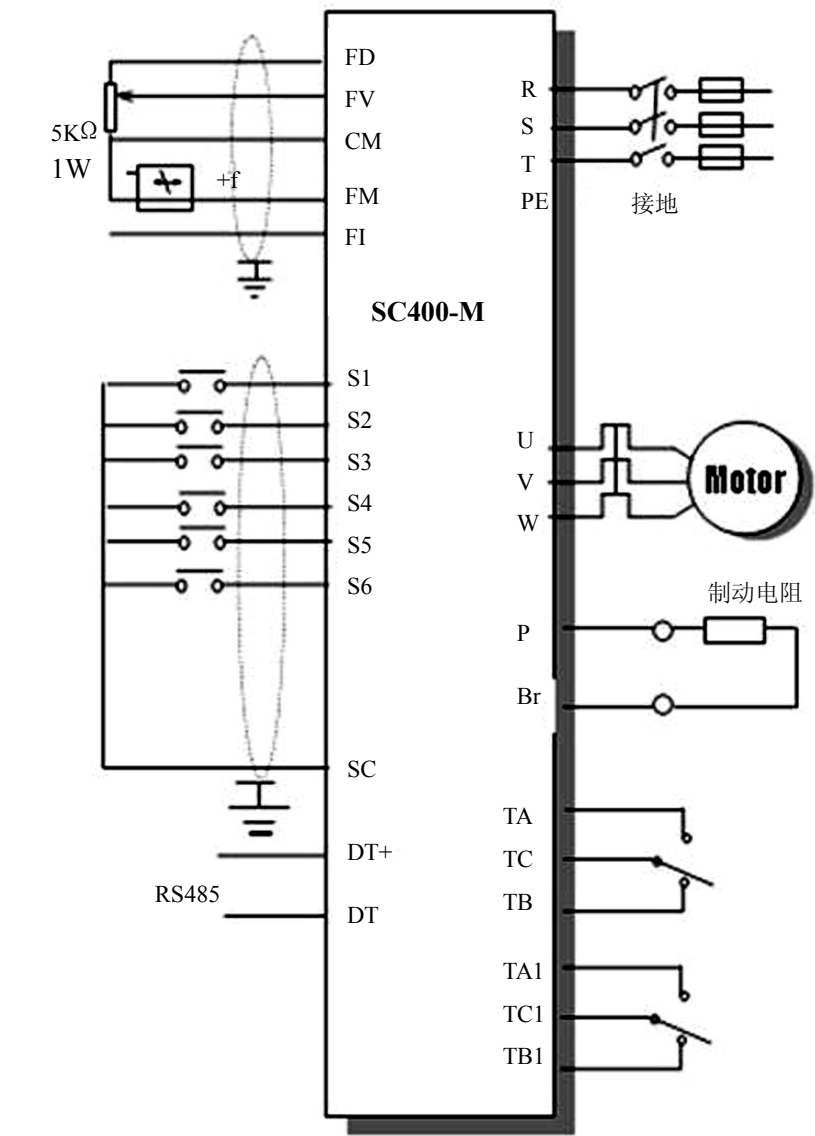 FD
FV
5KΩ
1W
CM
+f
FM
FI
R
S
T
PE
接地
SC400-M
S1
S2
S3
S4
S5
S6
SC
DT+
RS485
DT
U
V
W
Motor
制动电阻
P
Br
TA
TC
TB
TA1
TC1
TB1